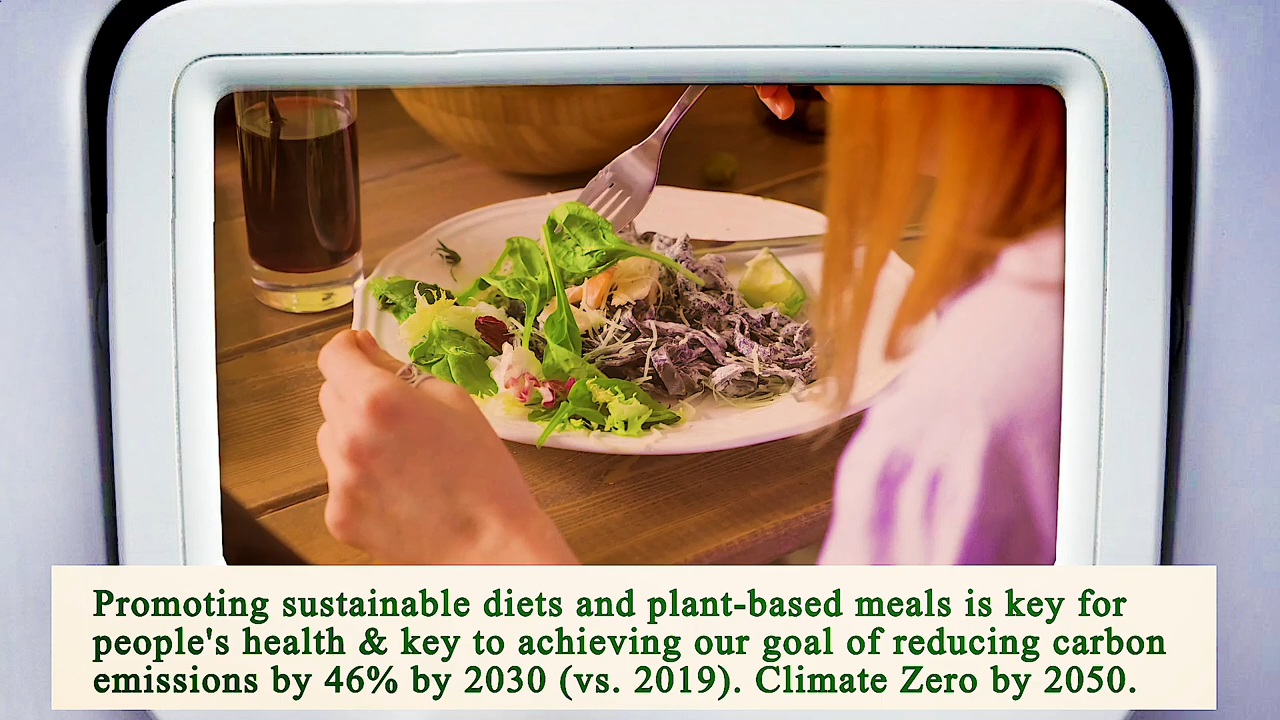 Promoting sustainable diets and plant-based meals is key for
people's health & key to achieving our goal of reducing carbon
emissions by 46% by 2030 (vs. 2019). Climate Zero by 2050.